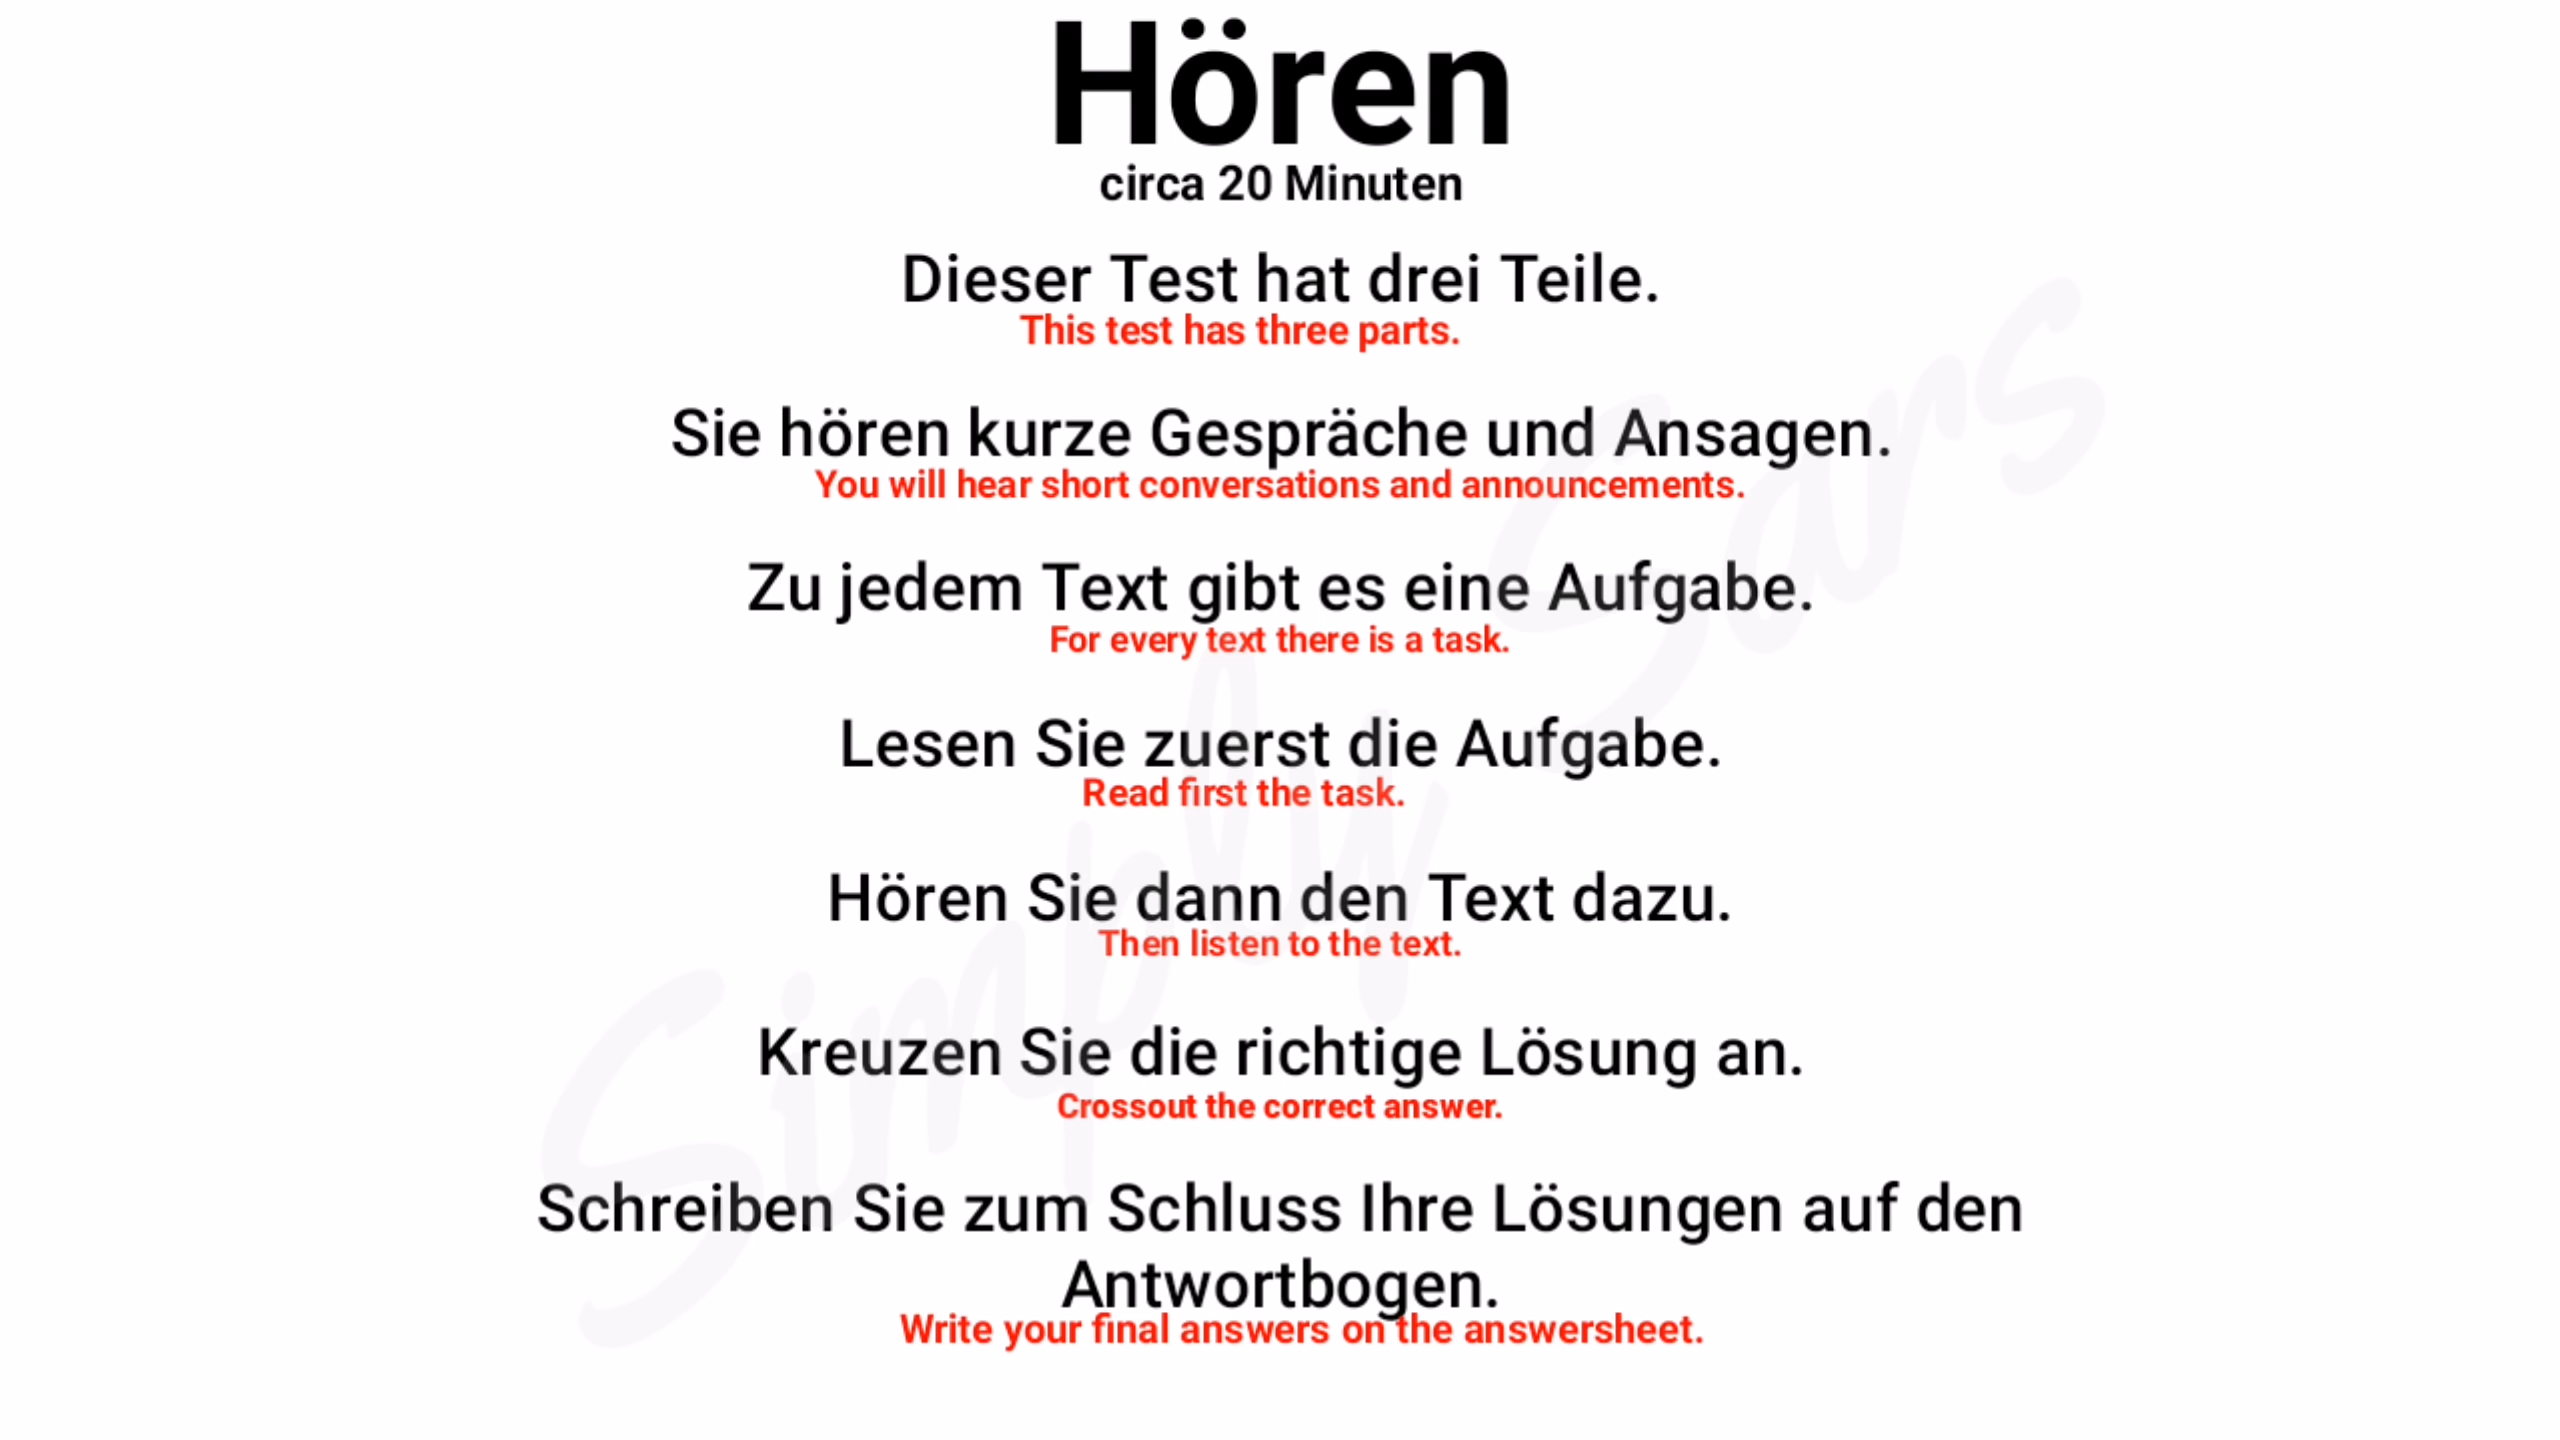 Hören
circa 20 Minuten
Dieser Test hat drei Teile.
This test has three parts.
Sie hören kurze Gespräche und Ansagen.
You will hear short conversations and announcements.
Zu jedem Text gibt es eine Aufgabe.
For every text there is a task.
Lesen Sie zuerst die Aufgabe.
Read first the task.
Hören Sie dann den Text dazu.
Then listen to the text.
Kreuzen Sie die richtige Lösung an.
Crossout the correct answer.
Schreiben Sie zum Schluss Ihre Lösungen auf den
Antwortbogen.
Write your final answers on the answersheet.
Simply Sars